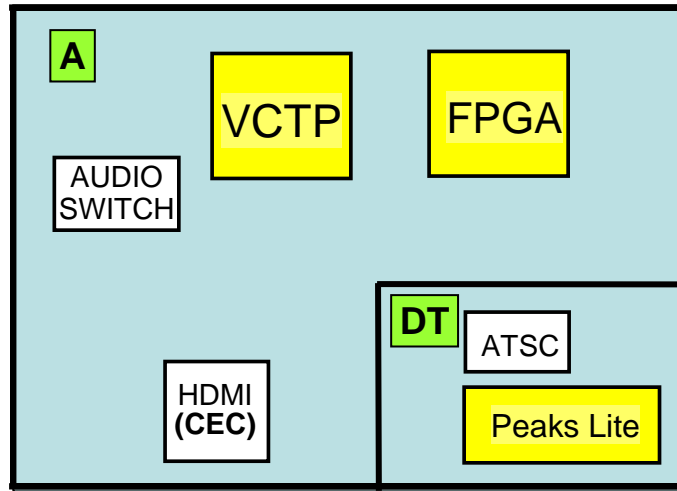 A
VCTP
FPGA
AUDIO
SWITCH
DT
ATSC
HDMI
(CEC)
Peaks Lite